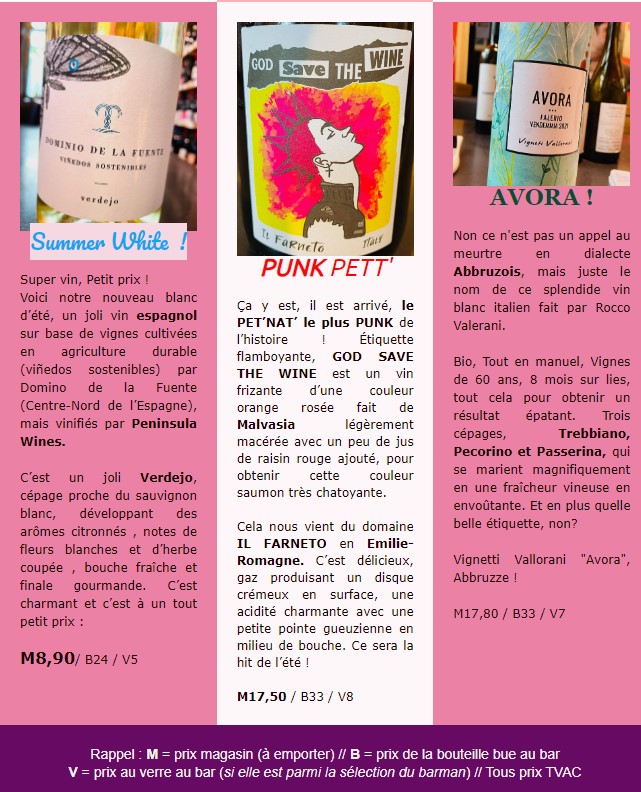 DOMINIO DE LA FUENTE
VIÑEDOS SOSTENIBLES
verdejo
Summer White !
Super vin, Petit prix !
Voici notre nouveau blanc
d’été, un joli vin espagnol
sur base de vignes cultivées
en agriculture durable
(viñedos sostenibles) par
Domino de la Fuente
(Centre-Nord de l’Espagne),
mais vinifiés par Peninsula
Wines.
C’est un joli Verdejo,
cépage proche du sauvignon
blanc, développant des
arômes citronnés , notes de
fleurs blanches et d’herbe
coupée , bouche fraîche et
finale gourmande. C’est
charmant et c’est à un tout
petit prix :
M8,90/ B24 / V5
GOD Save THE WINE
IL FARNETO ITALY
PUNK PETT'
Ça y est, il est arrivé, le
PET’NAT’ le plus PUNK de
l’histoire ! Étiquette
flamboyante, GOD SAVE
THE WINE est un vin
frizante d’une couleur
orange rosée fait de
Malvasia légèrement
macérée avec un peu de jus
de raisin rouge ajouté, pour
obtenir cette couleur
saumon très chatoyante.
Cela nous vient du domaine
IL FARNETO en Emilie-
Romagne. C’est délicieux,
gaz produisant un disque
crémeux en surface, une
acidité charmante avec une
petite pointe gueuzienne en
milieu de bouche. Ce sera la
hit de l’été !
M17,50 / B33 / V8
AVORA
FALERIO
VENDEMMIA 2021
Vigneti Vallorani
AVORA !
Non ce n'est pas un appel au
meurtre en dialecte
Abbruzois, mais juste le
nom de ce splendide vin
blanc italien fait par Rocco
Valerani.
Bio, Tout en manuel, Vignes
de 60 ans, 8 mois sur lies,
tout cela pour obtenir un
résultat épatant. Trois
cépages, Trebbiano,
Pecorino et Passerina, qui
se marient magnifiquement
en une fraîcheur vineuse en
envoûtante. Et en plus quelle
belle étiquette, non?
Vignetti Vallorani "Avora",
Abbruzze !
M17,80 / B33 / V7
Rappel : M = prix magasin (à emporter) // B = prix de la bouteille bue au bar
V = prix au verre au bar (si elle est parmi la sélection du barman) // Tous prix TVAC